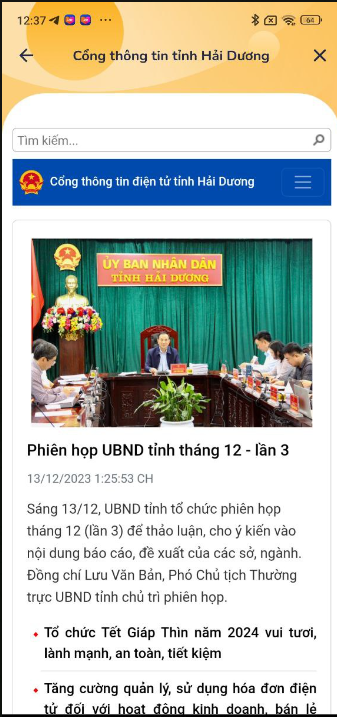 12:37
64
Cổng thông tin tỉnh Hải Dương
Tìm kiếm...
Cổng thông tin điện tử tỉnh Hải Dương
ỦY BAN NHÂN DÂN
TỈNH HẢI DƯƠNG
Phiên họp UBND tỉnh tháng 12 - lần 3
13/12/2023 1:25:53 CH
Sáng 13/12, UBND tỉnh tổ chức phiên họp
tháng 12 (lần 3) để thảo luận, cho ý kiến vào
nội dung báo cáo, đề xuất của các sở, ngành.
Đồng chí Lưu Văn Bản, Phó Chủ tịch Thường
trực UBND tỉnh chủ trì phiên họp.
Tổ chức Tết Giáp Thìn năm 2024 vui tươi,
lành mạnh, an toàn, tiết kiệm
Tăng cường quản lý, sử dụng hóa đơn điện
tử đối với hoạt động kinh doanh, bán lẻ